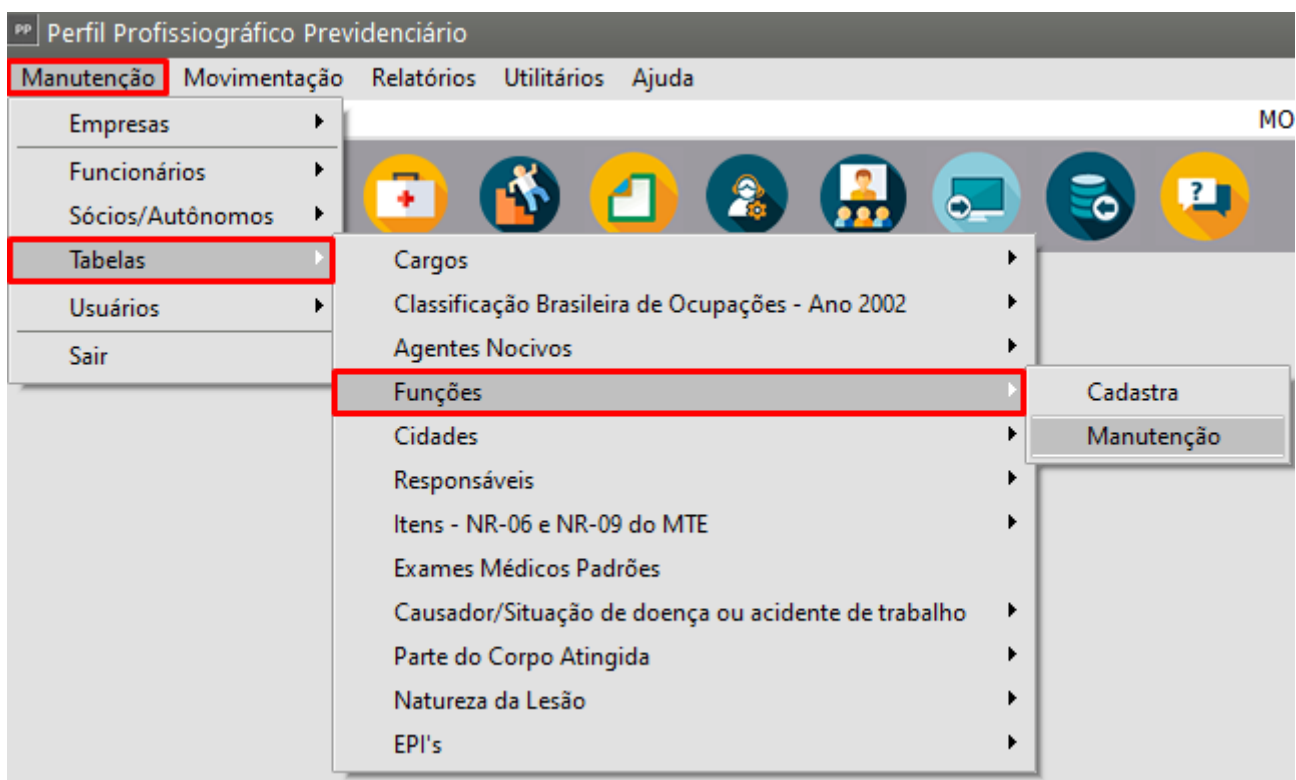 PP Perfil Profissiográfico Previdenciário
Manutenção Movimentação Relatórios Utilitários Ajuda
MO
Empresas
Funcionários
Sócios/Autônomos
Tabelas
Usuários
Sair
Cargos
Classificação Brasileira de Ocupações - Ano 2002
Agentes Nocivos
Funções
Cidades
Responsáveis
Itens - NR-06 e NR-09 do MTE
Exames Médicos Padrões
Causador/Situação de doença ou acidente de trabalho
Parte do Corpo Atingida
Natureza da Lesão
EPI's
Cadastra
Manutenção
?